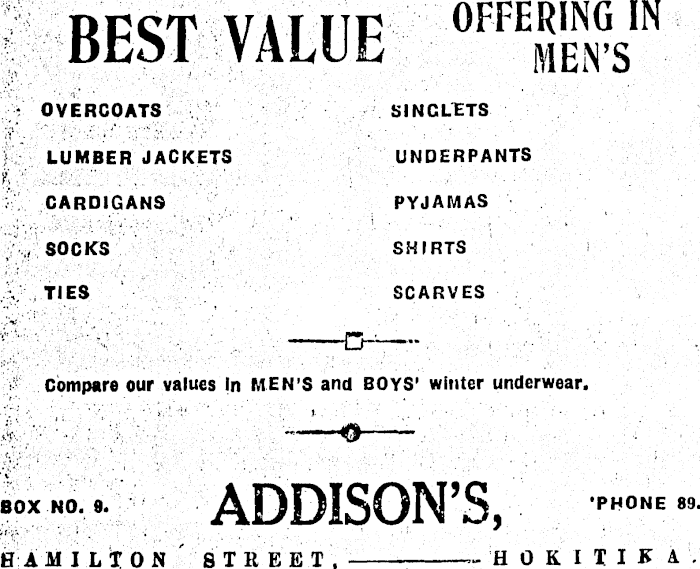 BEST VALUE OFFERING IN MEN'S
OVERCOATS SINGLETS
LUMBER JACKETS UNDERPANTS
CARDIGANS PYJAMAS
SOCKS SHIRTS
TIES SCARVES
Compare our values in MEN'S and BOYS' winter underwear.
BOX NO. 9. ADDISON'S, 'PHONE 89.
HAMILTON STREET, HOKITIKA.